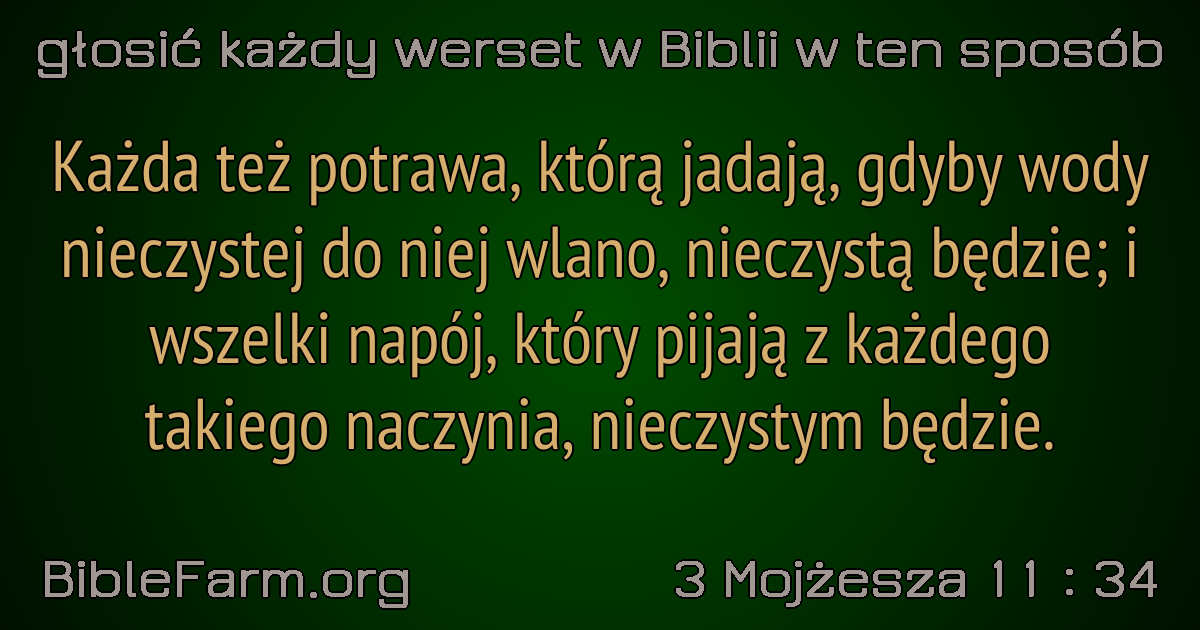 głosić każdy werset w Biblii w ten sposób
Każda też potrawa, którą jadają, gdyby wody
nieczystej do niej wlano, nieczystą będzie; i
wszelki napój, który pijają z każdego
takiego naczynia, nieczystym będzie.
BibleFarm.org
3 Mojżesza 11 : 34